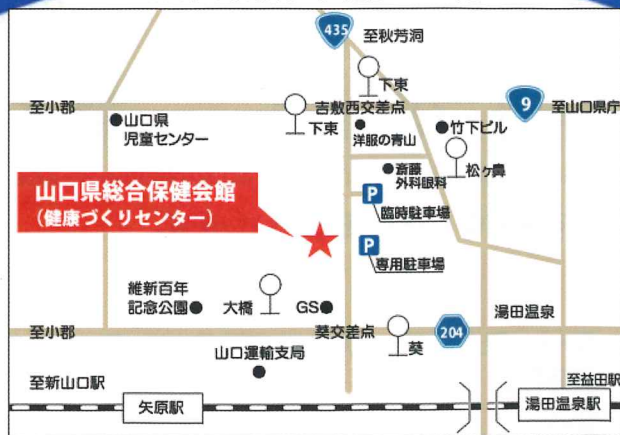 435
至秋芳洞
下東
至小郡
吉敷西交差点
9
至山口県庁
山口県
児童センター
下東
洋服の青山
竹下ビル
斎藤
外科眼科
松ヶ鼻
山口県総合保健会館
(健康づくりセンター)
P
臨時駐車場
P
専用駐車場
維新百年
記念公園
大橋
GS
湯田温泉
至小郡
葵交差点
204
葵
山口運輸支局
至新山口駅
至益田駅
矢原駅
湯田温泉駅